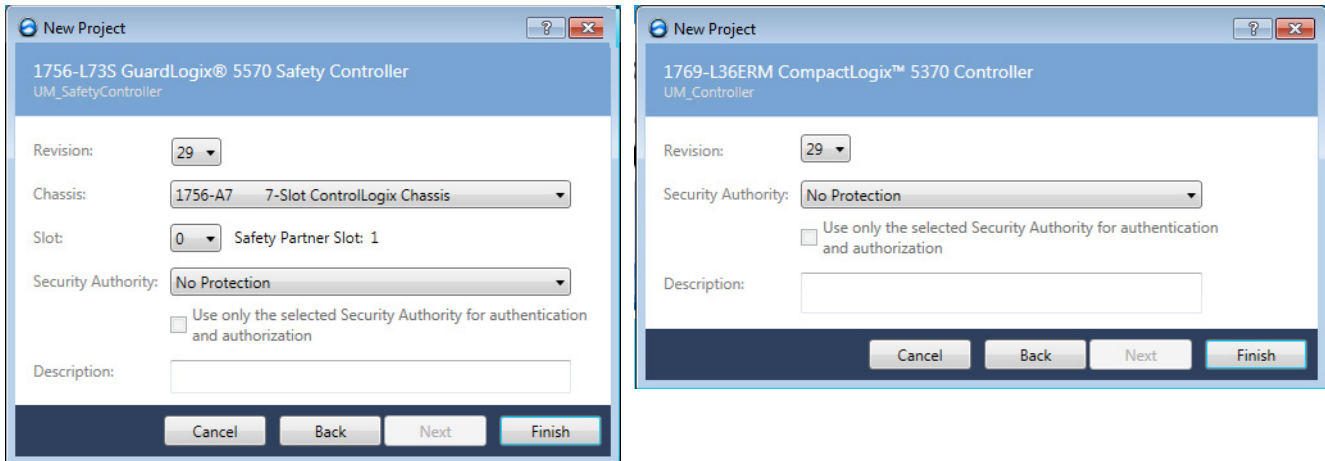 New Project
1756-L73S GuardLogix® 5570 Safety Controller
UM_SafetyController
Revision: 29
Chassis: 1756-A7 7-Slot ControlLogix Chassis
Slot: 0 Safety Partner Slot: 1
Security Authority: No Protection
Use only the selected Security Authority for authentication
and authorization
Description:
Cancel Back Next Finish
New Project
1769-L36ERM CompactLogix™ 5370 Controller
UM_Controller
Revision: 29
Security Authority: No Protection
Use only the selected Security Authority for authentication
and authorization
Description:
Cancel Back Next Finish